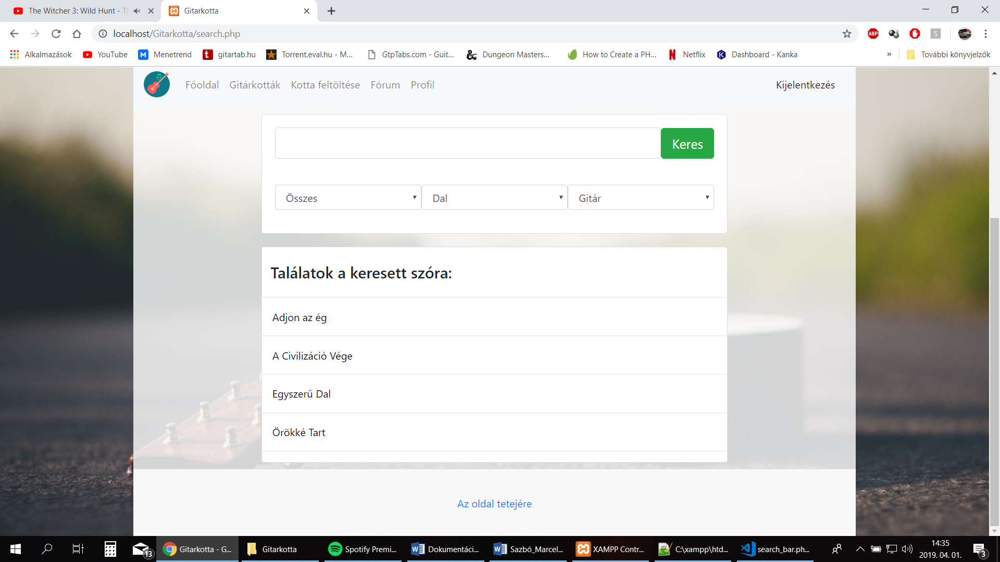 The Witcher 3: Wild Hunt - Tl
Gitarkotta
localhost/Gitarkotta/search.php
ABP
S
Alkalmazások
YouTube
Menetrend
gitartab.hu
Torrent.eval.hu - M...
GtpTabs.com - Guit...
Dungeon Masters...
How to Create a PH...
Netflix
Dashboard - Kanka
»
További könyvjelzők
Főoldal
Gitárkották
Kotta feltöltése
Fórum
Profil
Kijelentkezés
Keres
Összes
Dal
Gitár
Találatok a keresett szóra:
Adjon az ég
A Civilizáció Vége
Egyszerű Dal
Örökké Tart
Az oldal tetejére
13
Gitarkotta - G...
Gitarkotta
Spotify Premi...
Dokumentáci...
Sazbó_Marcel...
XAMPP Contr...
C:\xampp\htd...
search_bar.ph...
14:35
2019. 04. 01.
3